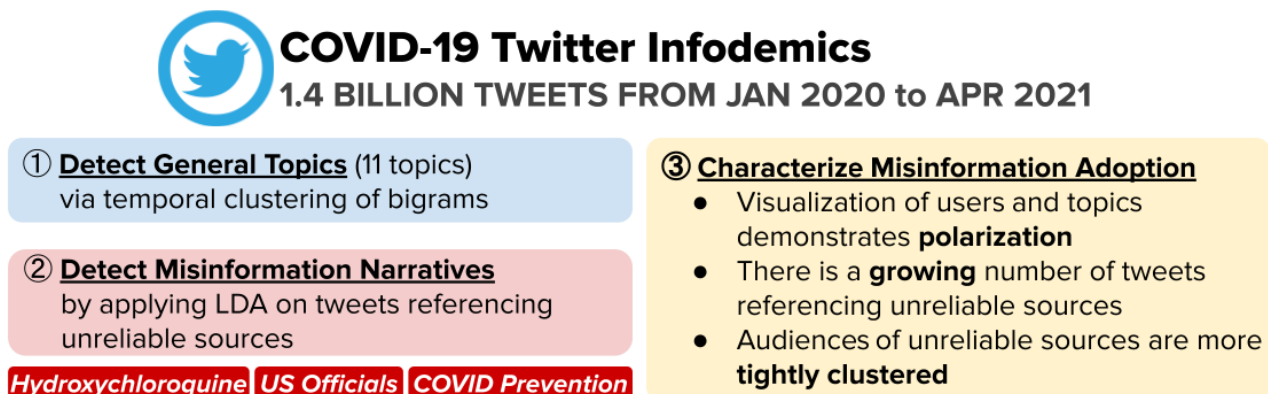 COVID-19 Twitter Infodemics
1.4 BILLION TWEETS FROM JAN 2020 to APR 2021
① Detect General Topics (11 topics)
via temporal clustering of bigrams
② Detect Misinformation Narratives
by applying LDA on tweets referencing
unreliable sources
Hydroxychloroquine US Officials COVID Prevention
③ Characterize Misinformation Adoption
● Visualization of users and topics
demonstrates polarization
● There is a growing number of tweets
referencing unreliable sources
● Audiences of unreliable sources are more
tightly clustered